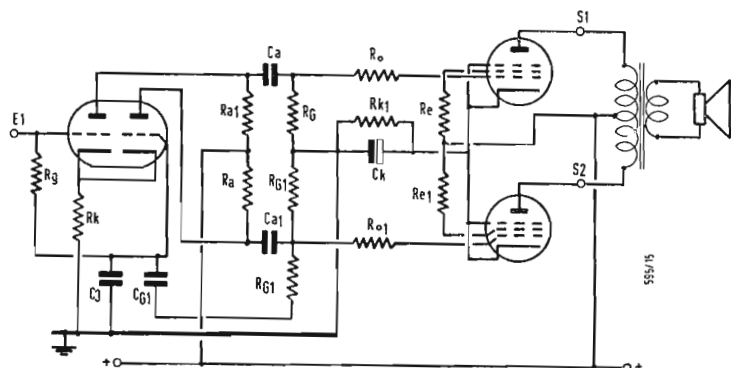 S1
Ca
Ro
E1
Ra1
RG
Rk1
Re
Rg
Rk
Ra
RG1
Ck
Re1
S2
Ca1
Ro1
C3
CG1
RG1
595/15
+
+